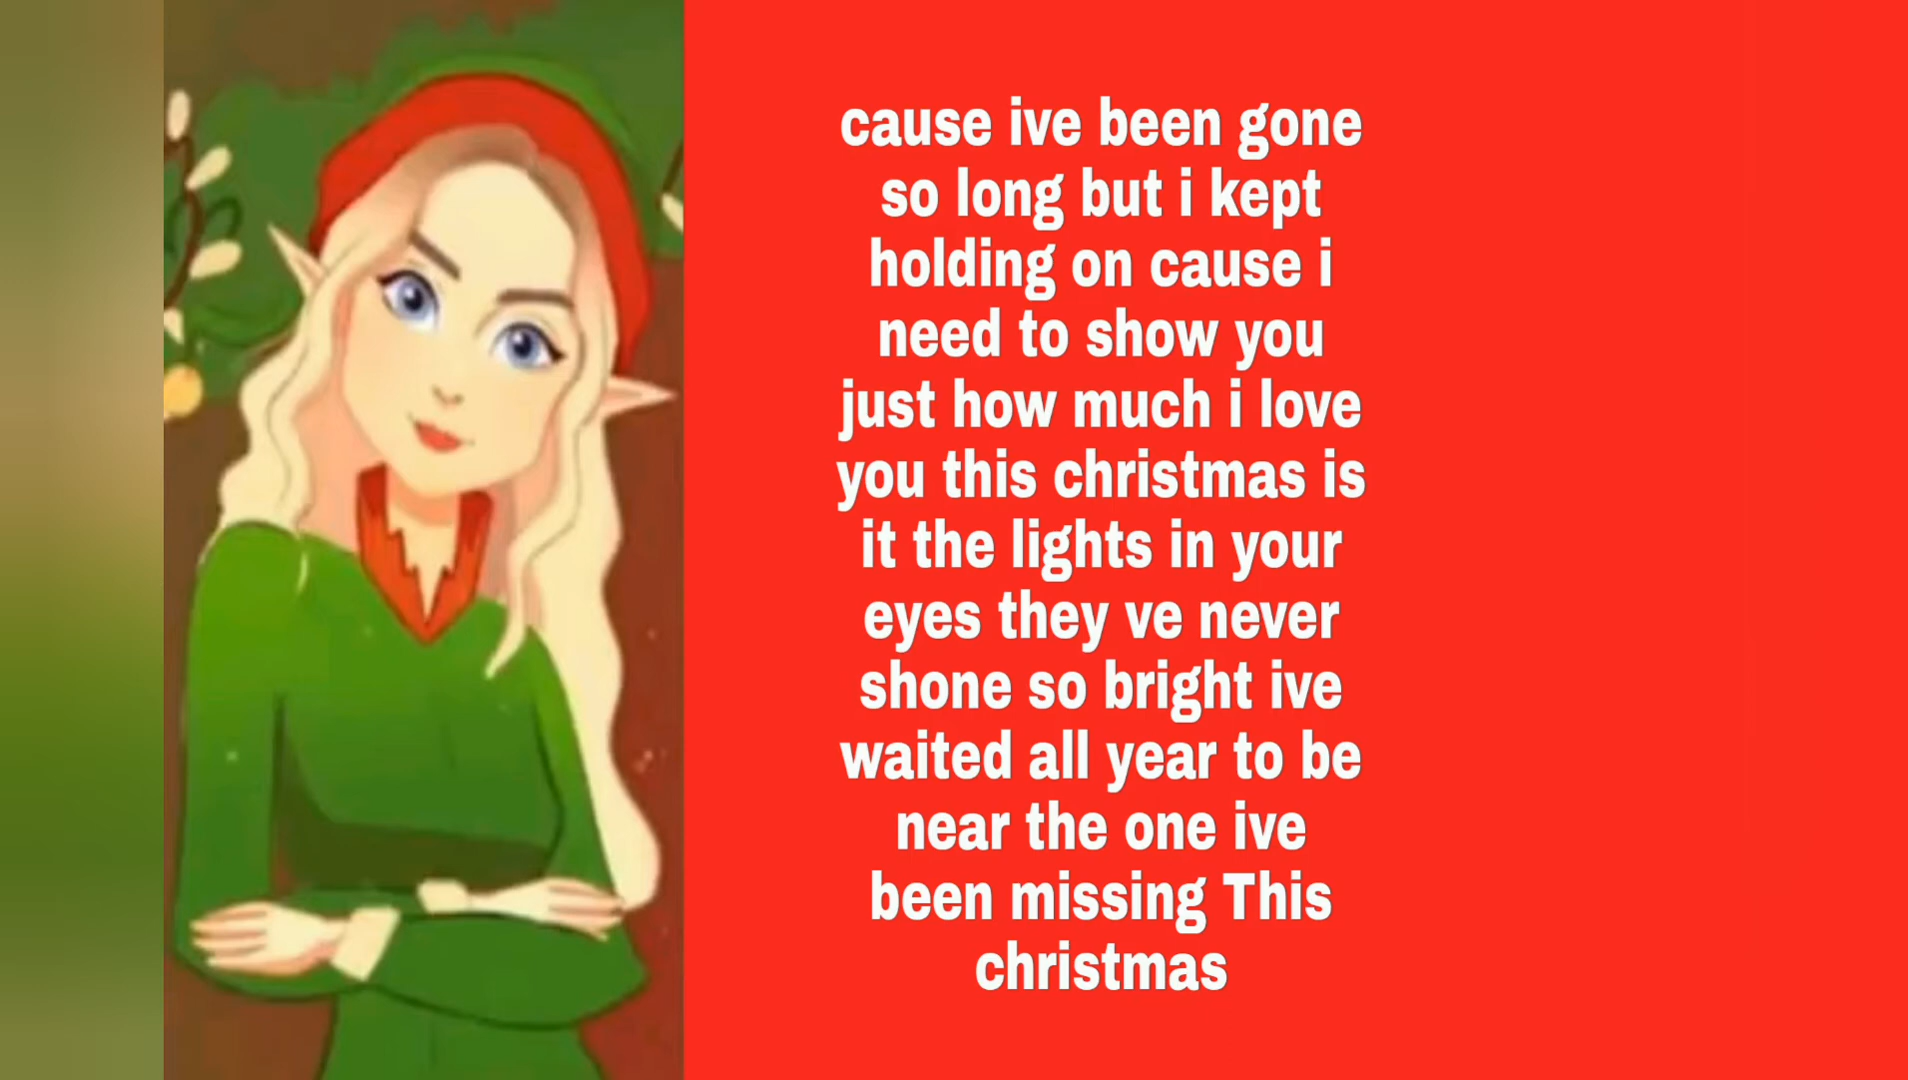 cause ive been gone
so long but i kept
holding on cause i
need to show you
just how much i love
you this christmas is
it the lights in your
eyes they ve never
shone so bright ive
waited all year to be
near the one ive
been missing This
christmas